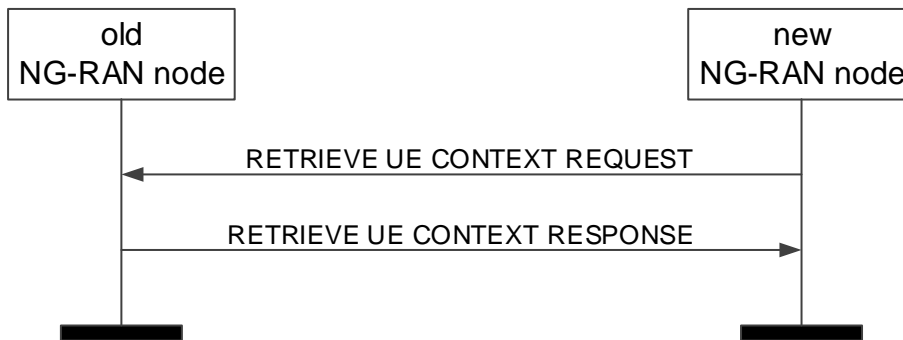 old
NG-RAN node
new
NG-RAN node
RETRIEVE UE CONTEXT REQUEST
RETRIEVE UE CONTEXT RESPONSE